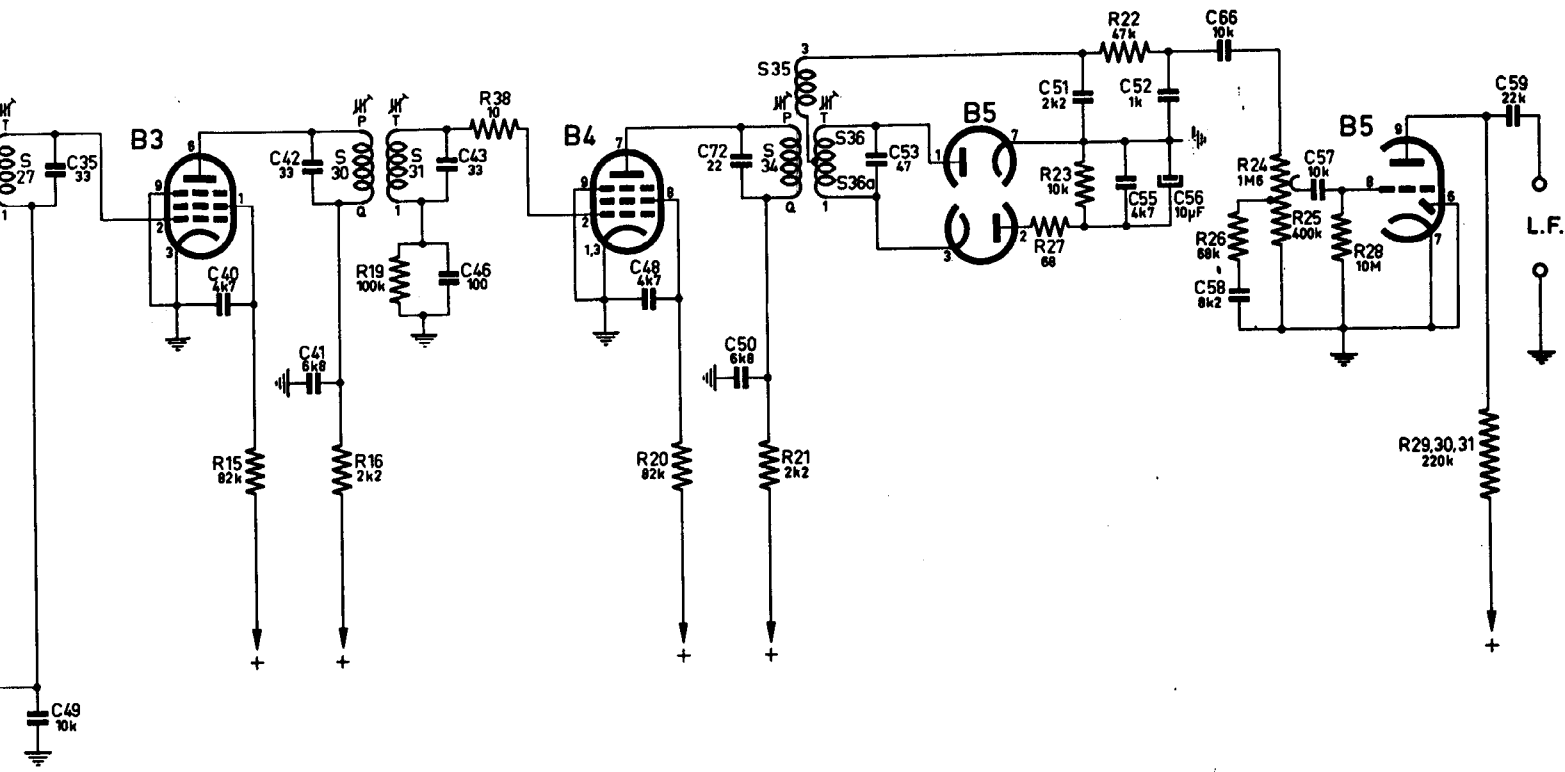 T
S
27
1
C35
33
B3
6
9
2
3
1
C40
4k7
C42
33
P
S
30
Q
T
S
31
1
C43
33
R38
10
R19
100k
C46
100
C41
6k8
R15
82k
+
R16
2k2
+
C49
10k
B4
7
9
2
1,3
8
C48
4k7
C72
22
P
S
34
Q
S35
3
T
S36
S36a
1
C53
47
C50
6k8
R20
82k
+
R21
2k2
+
B5
1
7
3
2
R27
68
R23
10k
C51
2k2
R22
47k
C52
1k
C66
10k
C55
4k7
C56
10µF
R24
1M6
R25
400k
R26
68k
C58
8k2
C57
10k
R28
10M
B5
9
8
6
7
C59
22k
L.F.
R29,30,31
220k
+